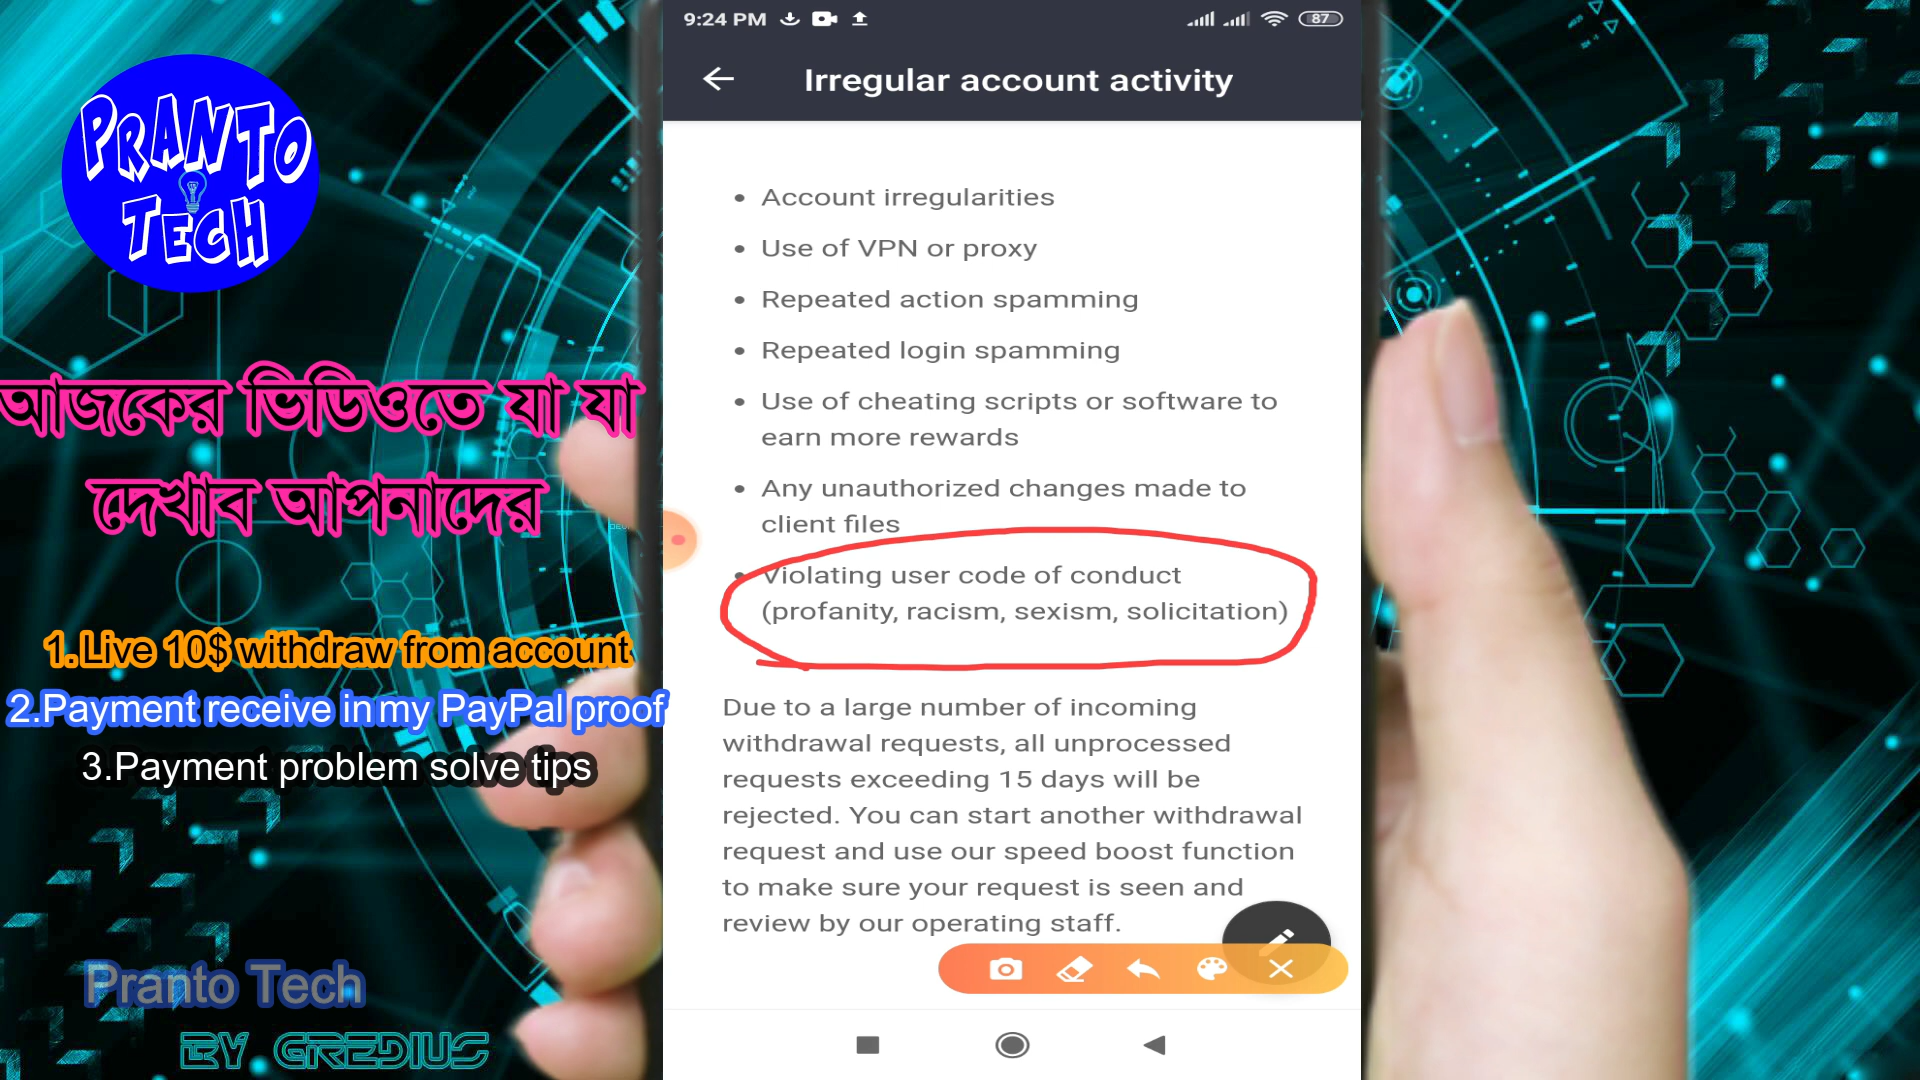 PRANTO
TECH
আজকের ভিডিওতে যা যা
দেখাব আপনাদের
1.Live 10$ withdraw from account
2.Payment receive in my PayPal proof
3.Payment problem solve tips
Pranto Tech
BY GREDIUS
9:24 PM
87
Irregular account activity
• Account irregularities
• Use of VPN or proxy
• Repeated action spamming
• Repeated login spamming
• Use of cheating scripts or software to
earn more rewards
• Any unauthorized changes made to
client files
• Violating user code of conduct
(profanity, racism, sexism, solicitation)
Due to a large number of incoming
withdrawal requests, all unprocessed
requests exceeding 15 days will be
rejected. You can start another withdrawal
request and use our speed boost function
to make sure your request is seen and
review by our operating staff.